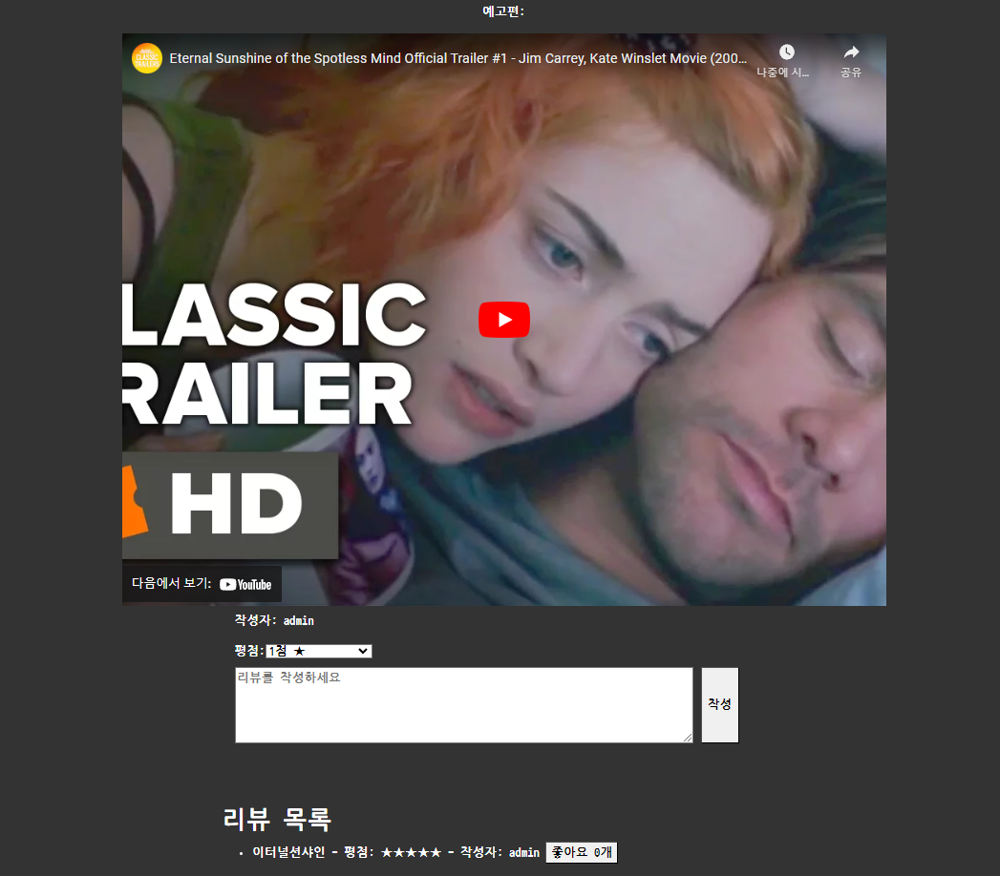 예고편:
Eternal Sunshine of the Spotless Mind Official Trailer #1 - Jim Carrey, Kate Winslet Movie (200…
나중에 시…
공유
CLASSIC TRAILERS
LASSIC
RAILER
HD
다음에서 보기: YouTube
작성자: admin
평점: 1점 ★
리뷰를 작성하세요
작성
리뷰 목록
• 이터널션샤인 - 평점: ★★★★★ - 작성자: admin 좋아요 0개